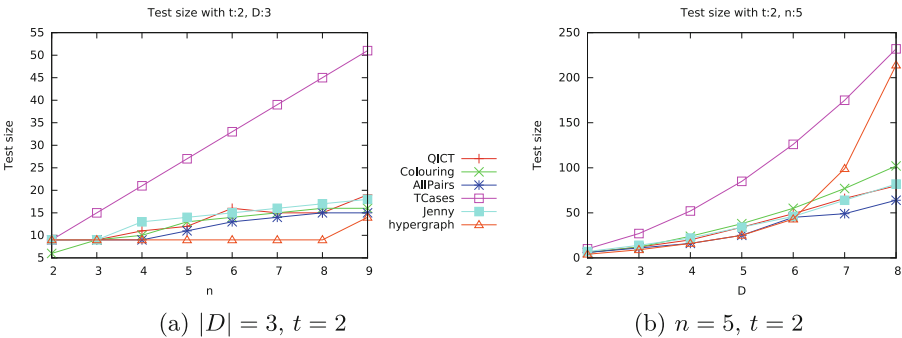 Test size with t:2, D:3
55
50
45
40
35
30
25
20
15
10
5
2 3 4 5 6 7 8 9
Test size
n
QICT
Colouring
AllPairs
TCases
Jenny
hypergraph
Test size with t:2, n:5
250
200
150
100
50
0
2 3 4 5 6 7 8
Test size
D
(a) |D| = 3, t = 2
(b) n = 5, t = 2